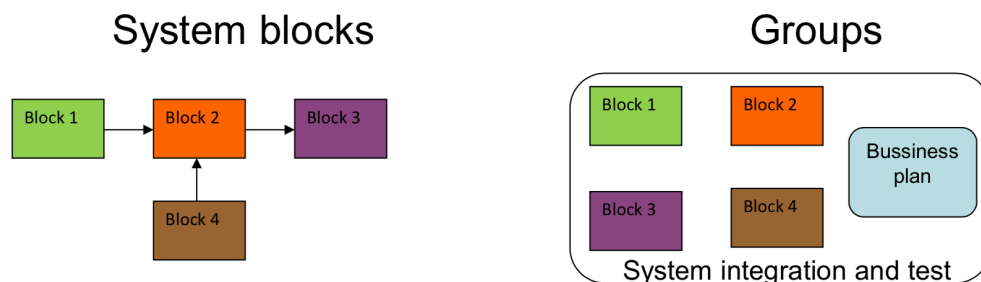 System blocks
Block 1
Block 2
Block 3
Block 4
Groups
Block 1
Block 2
Bussiness
plan
Block 3
Block 4
System integration and test